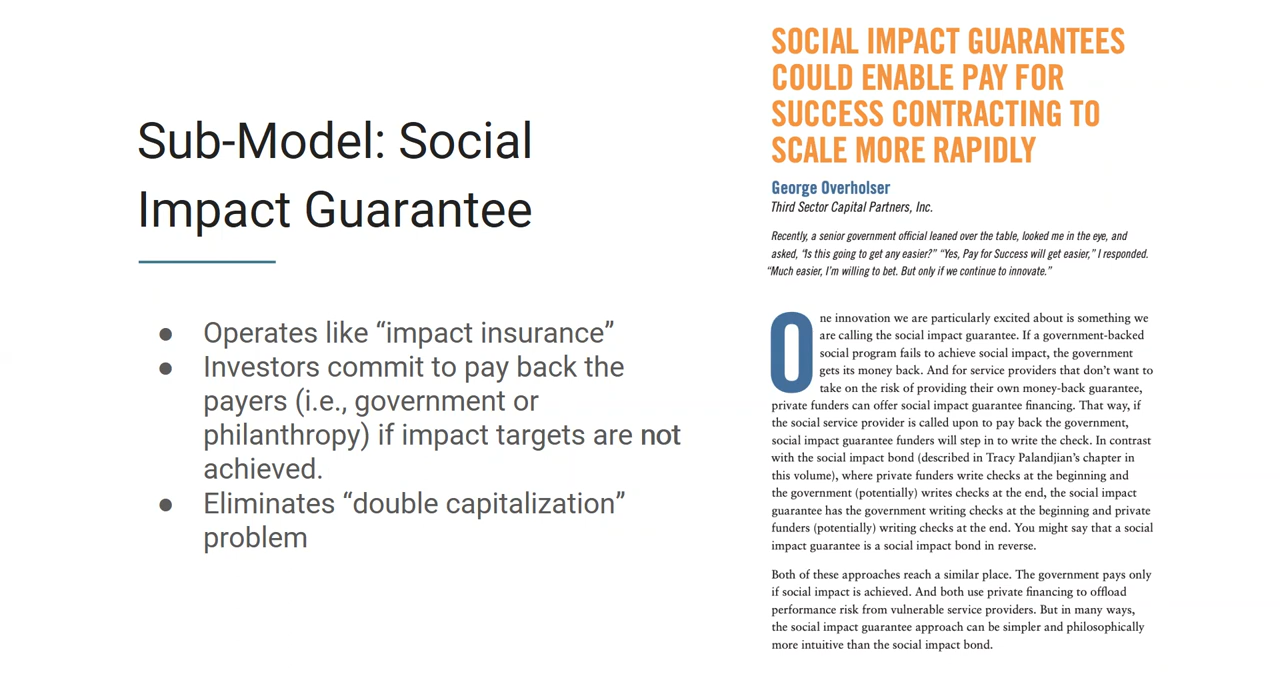 Sub-Model: Social
Impact Guarantee
● Operates like “impact insurance”
● Investors commit to pay back the
payers (i.e., government or
philanthropy) if impact targets are not
achieved.
● Eliminates “double capitalization”
problem
SOCIAL IMPACT GUARANTEES
COULD ENABLE PAY FOR
SUCCESS CONTRACTING TO
SCALE MORE RAPIDLY
George Overholser
Third Sector Capital Partners, Inc.
Recently, a senior government official leaned over the table, looked me in the eye, and
asked, “Is this going to get any easier?” “Yes, Pay for Success will get easier,” I responded.
“Much easier, I’m willing to bet. But only if we continue to innovate.”
One innovation we are particularly excited about is something we
are calling the social impact guarantee. If a government-backed
social program fails to achieve social impact, the government
gets its money back. And for service providers that don’t want to
take on the risk of providing their own money-back guarantee,
private funders can offer social impact guarantee financing. That way, if
the social service provider is called upon to pay back the government,
social impact guarantee funders will step in to write the check. In contrast
with the social impact bond (described in Tracy Palandjian’s chapter in
this volume), where private funders write checks at the beginning and
the government (potentially) writes checks at the end, the social impact
guarantee has the government writing checks at the beginning and private
funders (potentially) writing checks at the end. You might say that a social
impact guarantee is a social impact bond in reverse.
Both of these approaches reach a similar place. The government pays only
if social impact is achieved. And both use private financing to offload
performance risk from vulnerable service providers. But in many ways,
the social impact guarantee approach can be simpler and philosophically
more intuitive than the social impact bond.